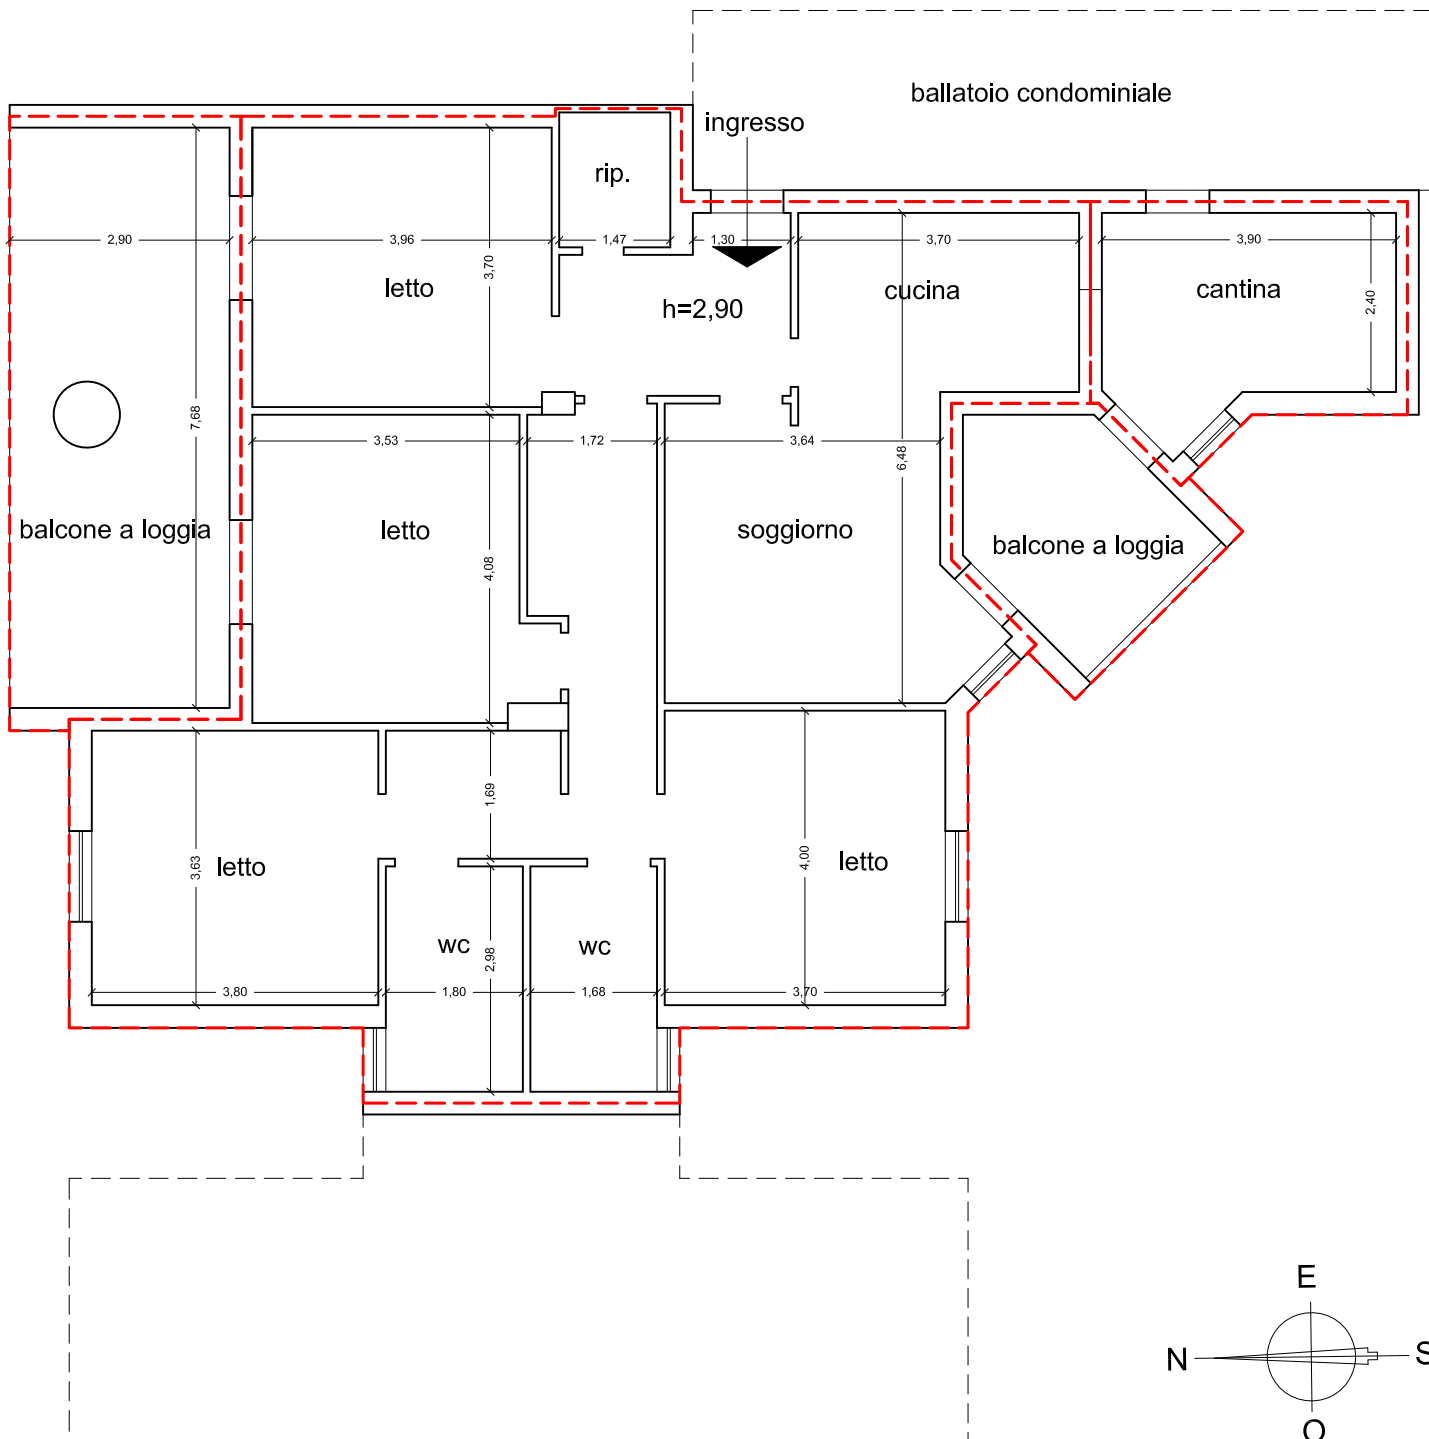 ballatoio condominiale
ingresso
rip.
2,90
3,96
1,47
1,30
3,70
3,90
3,70
letto
h=2,90
cucina
cantina
2,40
7,68
3,53
1,72
3,64
6,48
balcone a loggia
letto
soggiorno
balcone a loggia
4,08
1,69
letto
3,63
4,00
letto
wc
wc
2,98
3,80
1,80
1,68
3,70
E
N
S
O